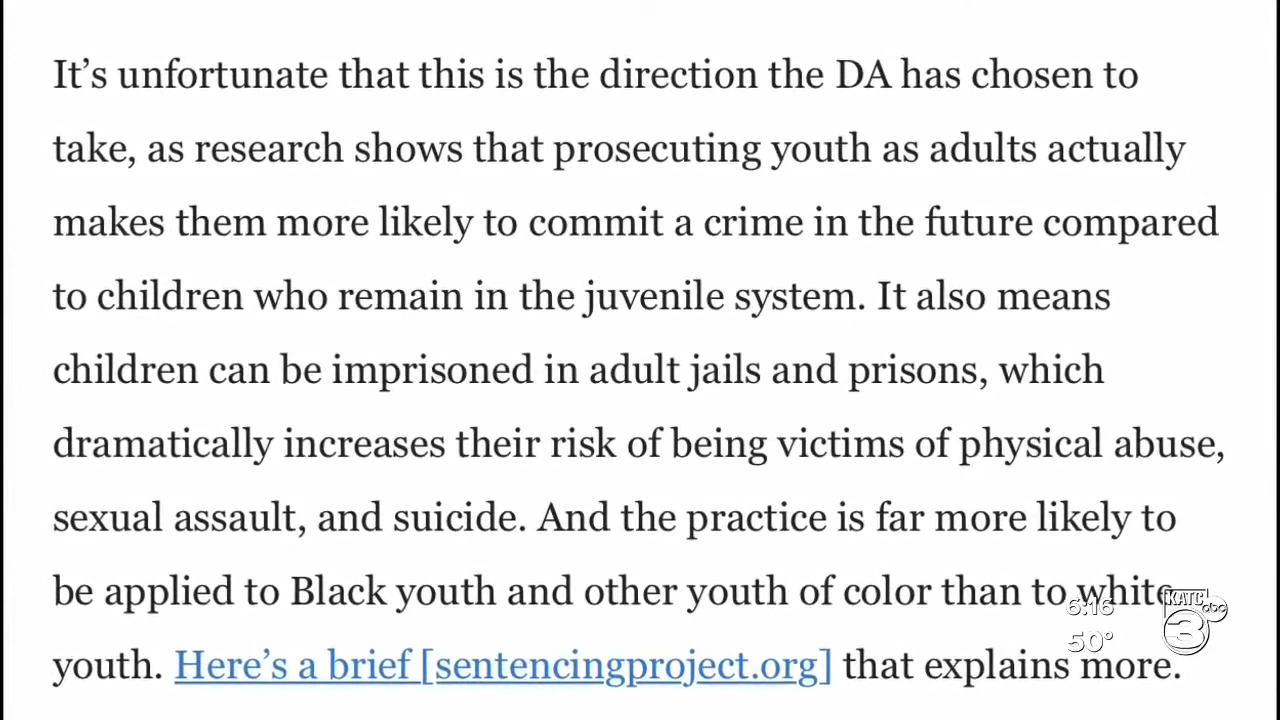 It's unfortunate that this is the direction the DA has chosen to
take, as research shows that prosecuting youth as adults actually
makes them more likely to commit a crime in the future compared
to children who remain in the juvenile system. It also means
children can be imprisoned in adult jails and prisons, which
dramatically increases their risk of being victims of physical abuse,
sexual assault, and suicide. And the practice is far more likely to
be applied to Black youth and other youth of color than to white
youth. Here's a brief [sentencingproject.org] that explains more.
6:16
50°
KATC
abc
3